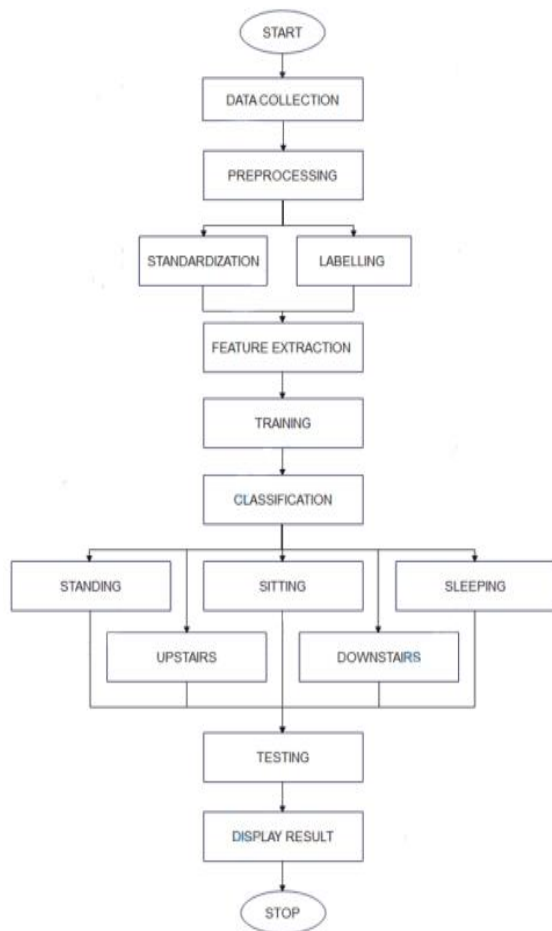 START
DATA COLLECTION
PREPROCESSING
STANDARDIZATION
LABELLING
FEATURE EXTRACTION
TRAINING
CLASSIFICATION
STANDING
SITTING
SLEEPING
UPSTAIRS
DOWNSTAIRS
TESTING
DISPLAY RESULT
STOP